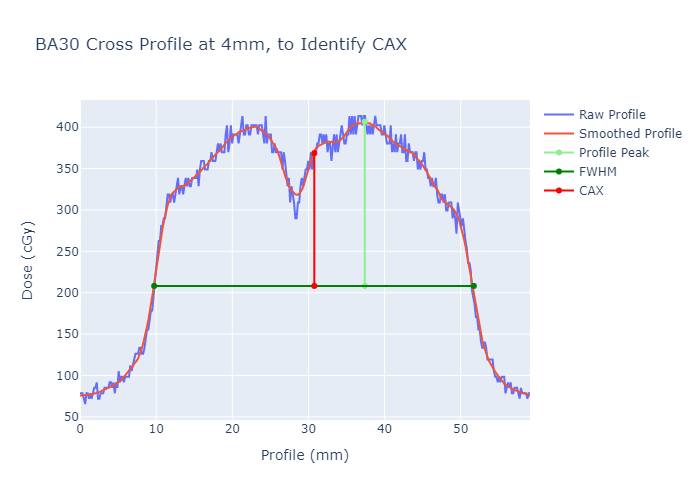 BA30 Cross Profile at 4mm, to Identify CAX
Raw Profile
Smoothed Profile
Profile Peak
FWHM
CAX
Dose (cGy)
400
350
300
250
200
150
100
50
0 10 20 30 40 50
Profile (mm)